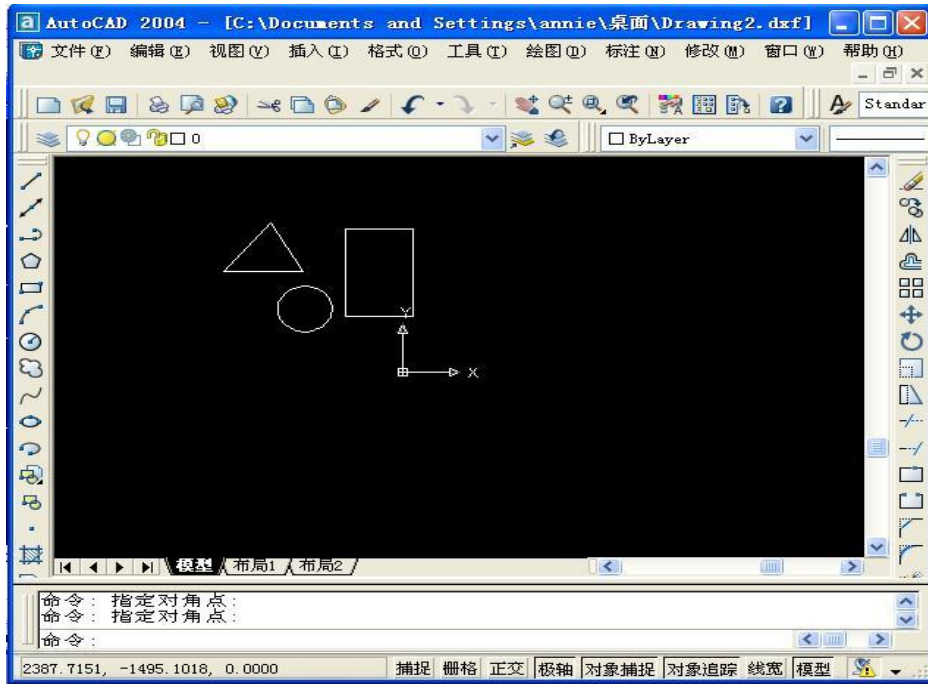 AutoCAD 2004 - [C:\Documents and Settings\annie\桌面\Drawing2.dxf]
文件(F) 编辑(E) 视图(V) 插入(I) 格式(O) 工具(T) 绘图(D) 标注(N) 修改(M) 窗口(W) 帮助(H)
Standar
0 ByLayer
Y
X
模型 布局1 布局2
命令: 指定对角点:
命令: 指定对角点:
命令:
2387.7151, -1495.1018, 0.0000 捕捉 栅格 正交 极轴 对象捕捉 对象追踪 线宽 模型